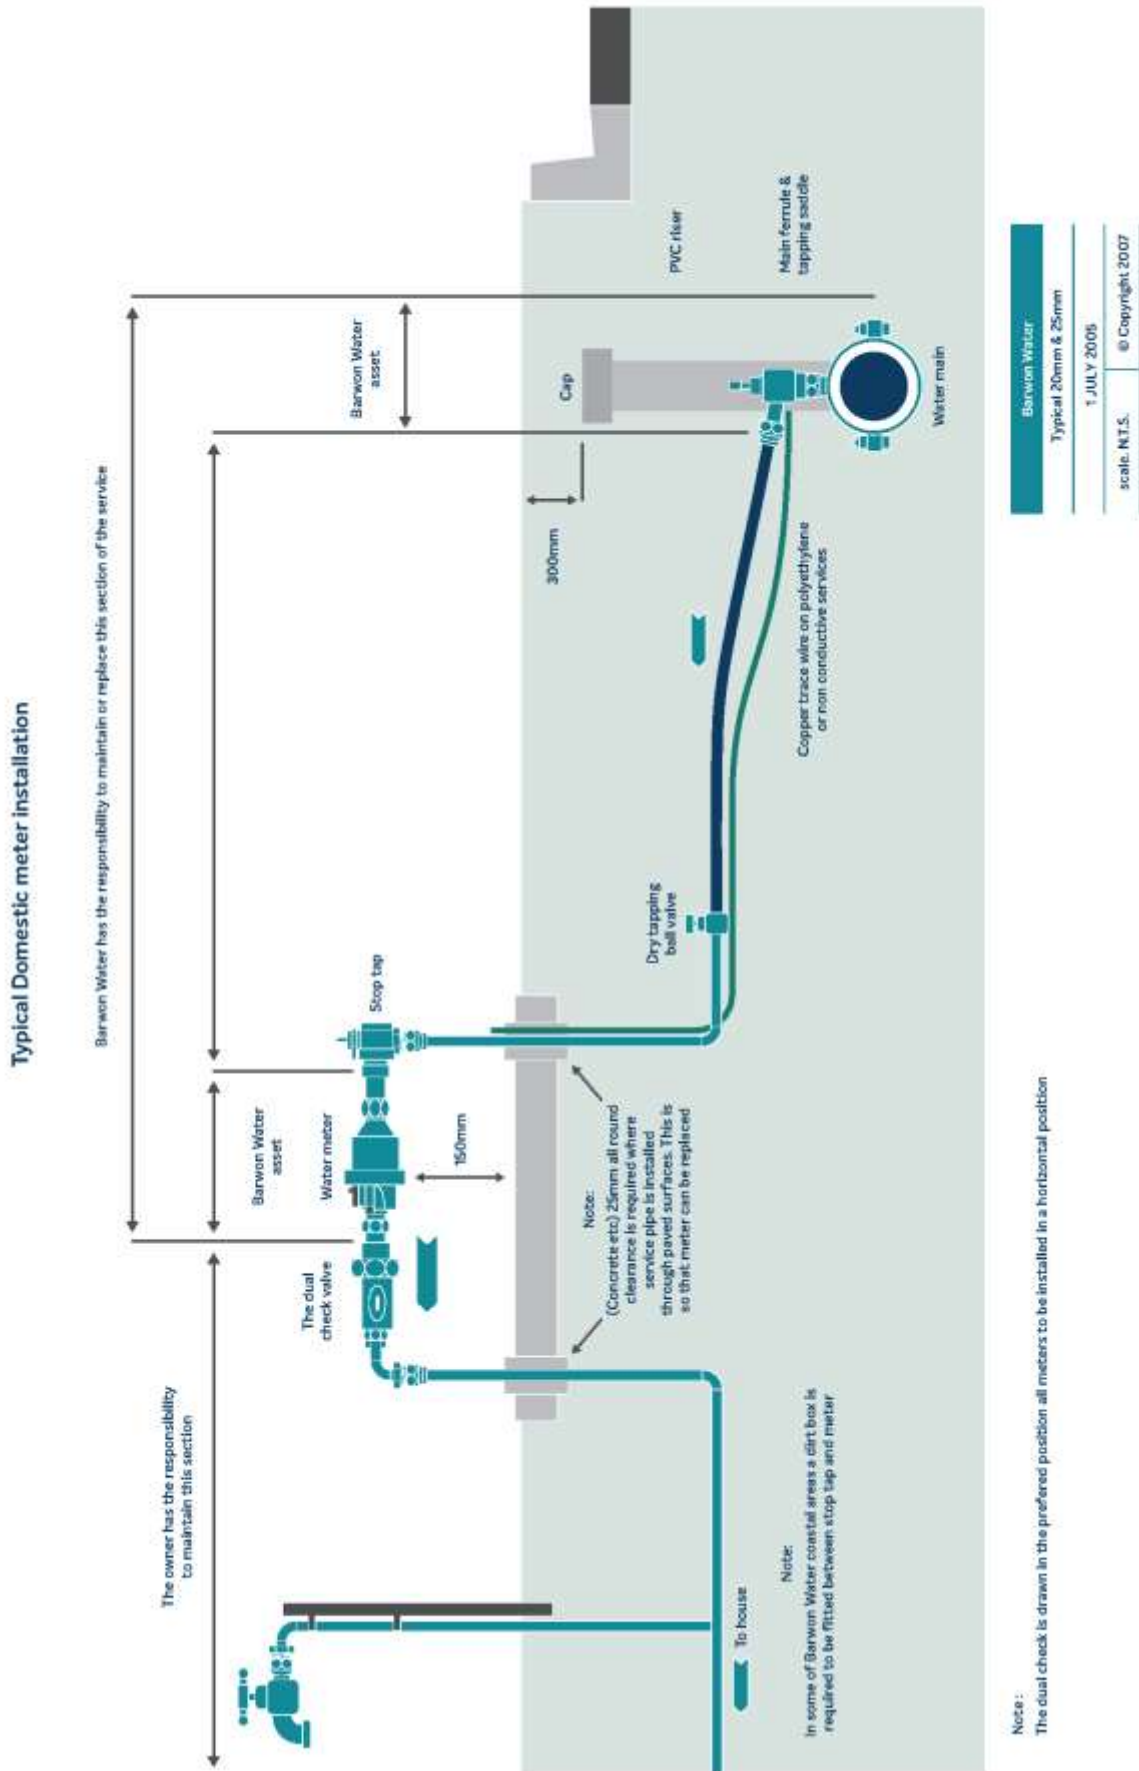 Typical Domestic meter installation
Barwon Water has the responsibility to maintain or replace this section of the service
The owner has the responsibility
to maintain this section
Barwon Water
asset
Barwon Water
asset
The dual
check valve
Water meter
Stop tap
150mm
300mm
Cap
PVC riser
Main ferrule &
tapping saddle
Note:
(Concrete etc) 25mm all round
clearance is required where
service pipe is installed
through paved surfaces. This is
so that meter can be replaced
Dry tapping
ball valve
Copper trace wire on polyethylene
or non conductive services
Water main
To house
Note:
In some of Barwon Water coastal areas a dirt box is
required to be fitted between stop tap and meter
Note:
The dual check is drawn in the prefered position all meters to be installed in a horizontal position
Barwon Water
Typical 20mm & 25mm
1 JULY 2005
scale. N.T.S.
© Copyright 2007